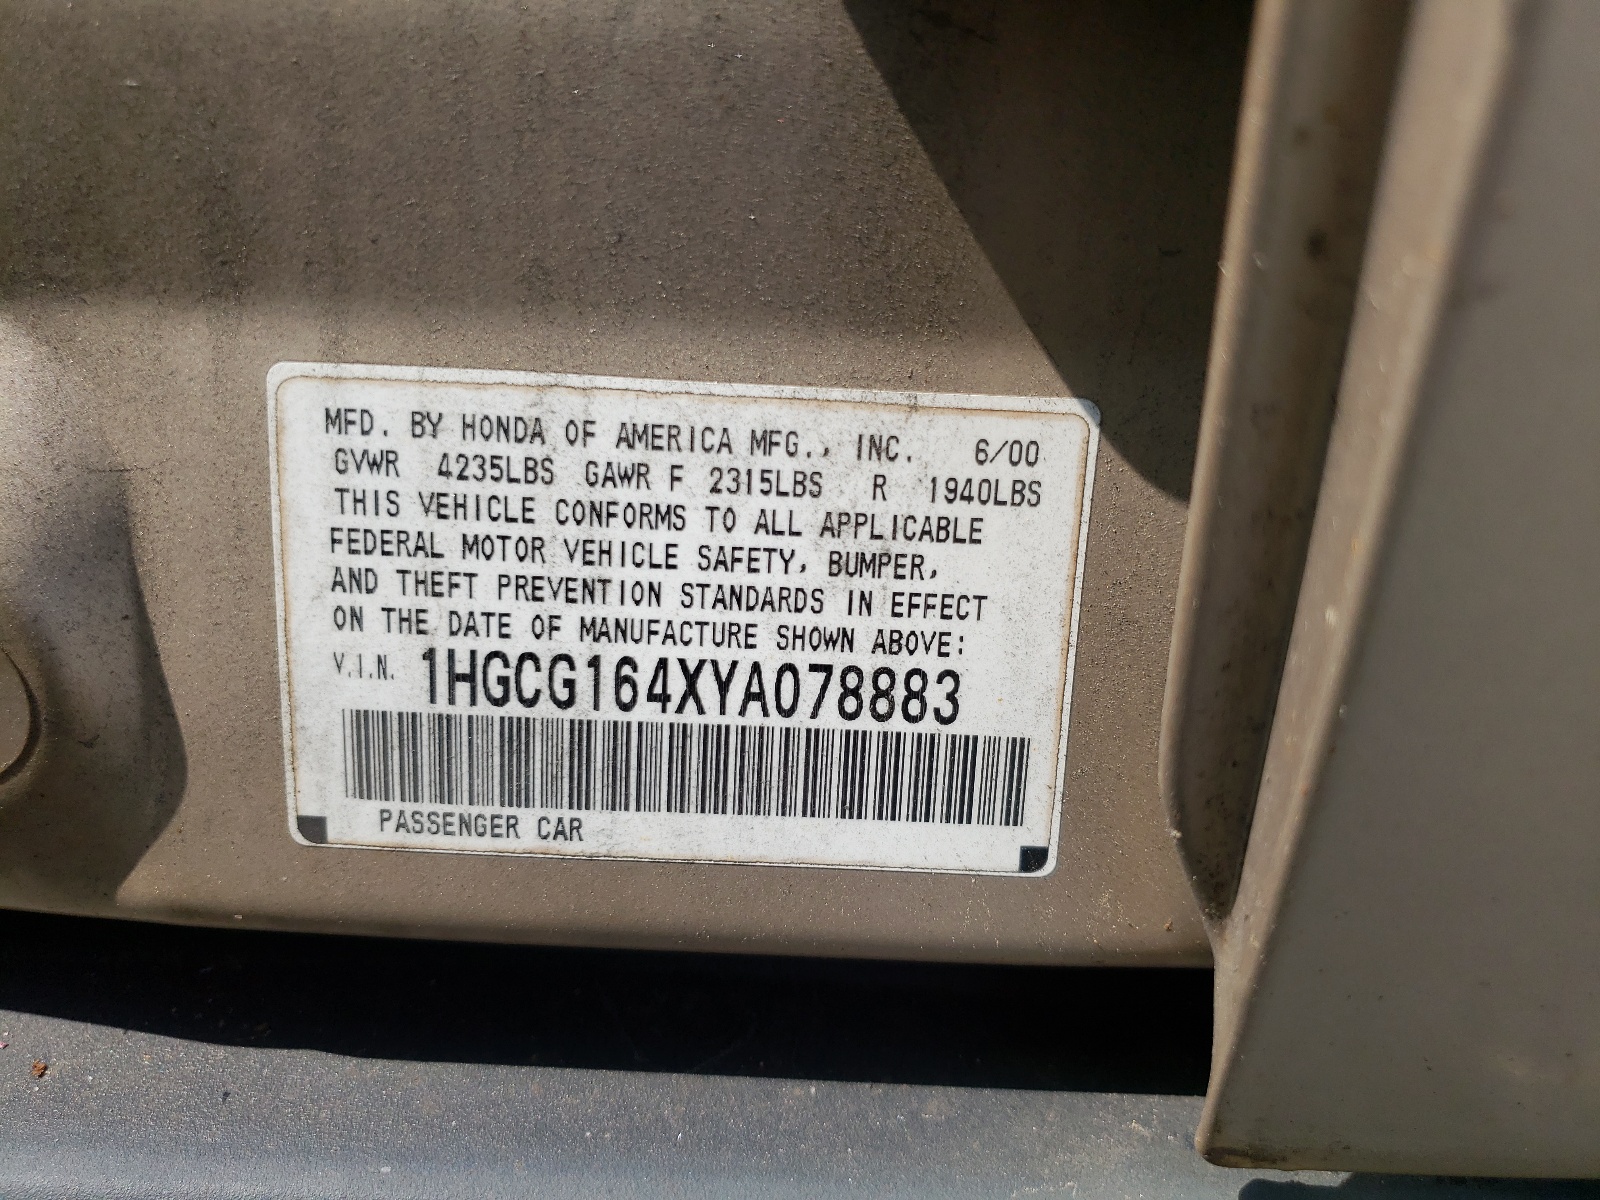 MFD. BY HONDA OF AMERICA MFG., INC. 6/00
GVWR 4235LBS GAWR F 2315LBS R 1940LBS
THIS VEHICLE CONFORMS TO ALL APPLICABLE
FEDERAL MOTOR VEHICLE SAFETY, BUMPER,
AND THEFT PREVENTION STANDARDS IN EFFECT
ON THE DATE OF MANUFACTURE SHOWN ABOVE:
V.I.N. 1HGCG164XYA078883
PASSENGER CAR